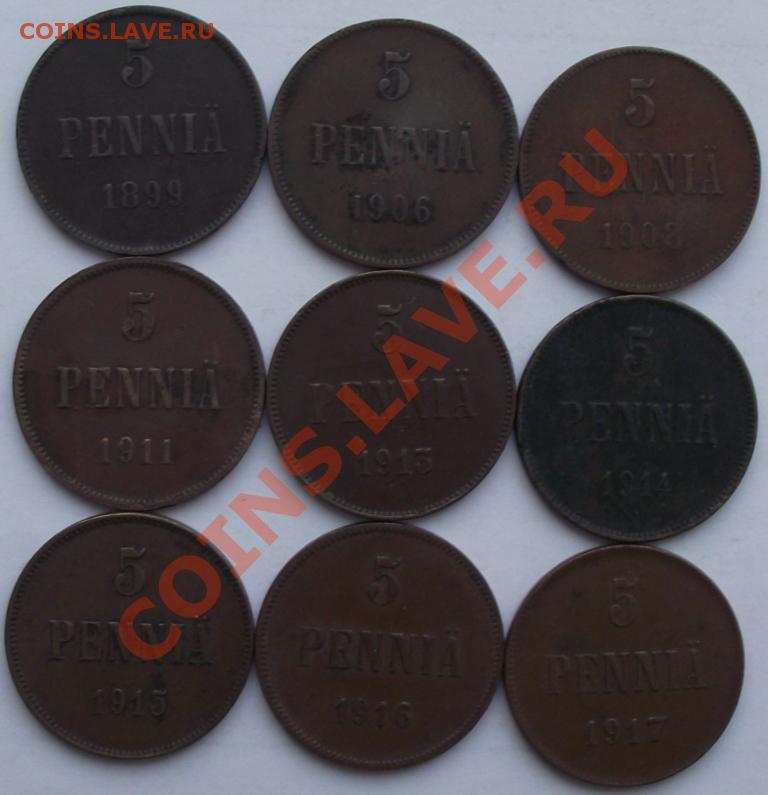 COINS.LAVE.RU
5
PENNIÄ
1899
5
PENNIÄ
1906
5
PENNIÄ
1908
5
PENNIÄ
1911
5
PENNIÄ
1913
5
PENNIÄ
1914
5
PENNIÄ
1915
5
PENNIÄ
1916
5
PENNIÄ
1917
COINS.LAVE.RU